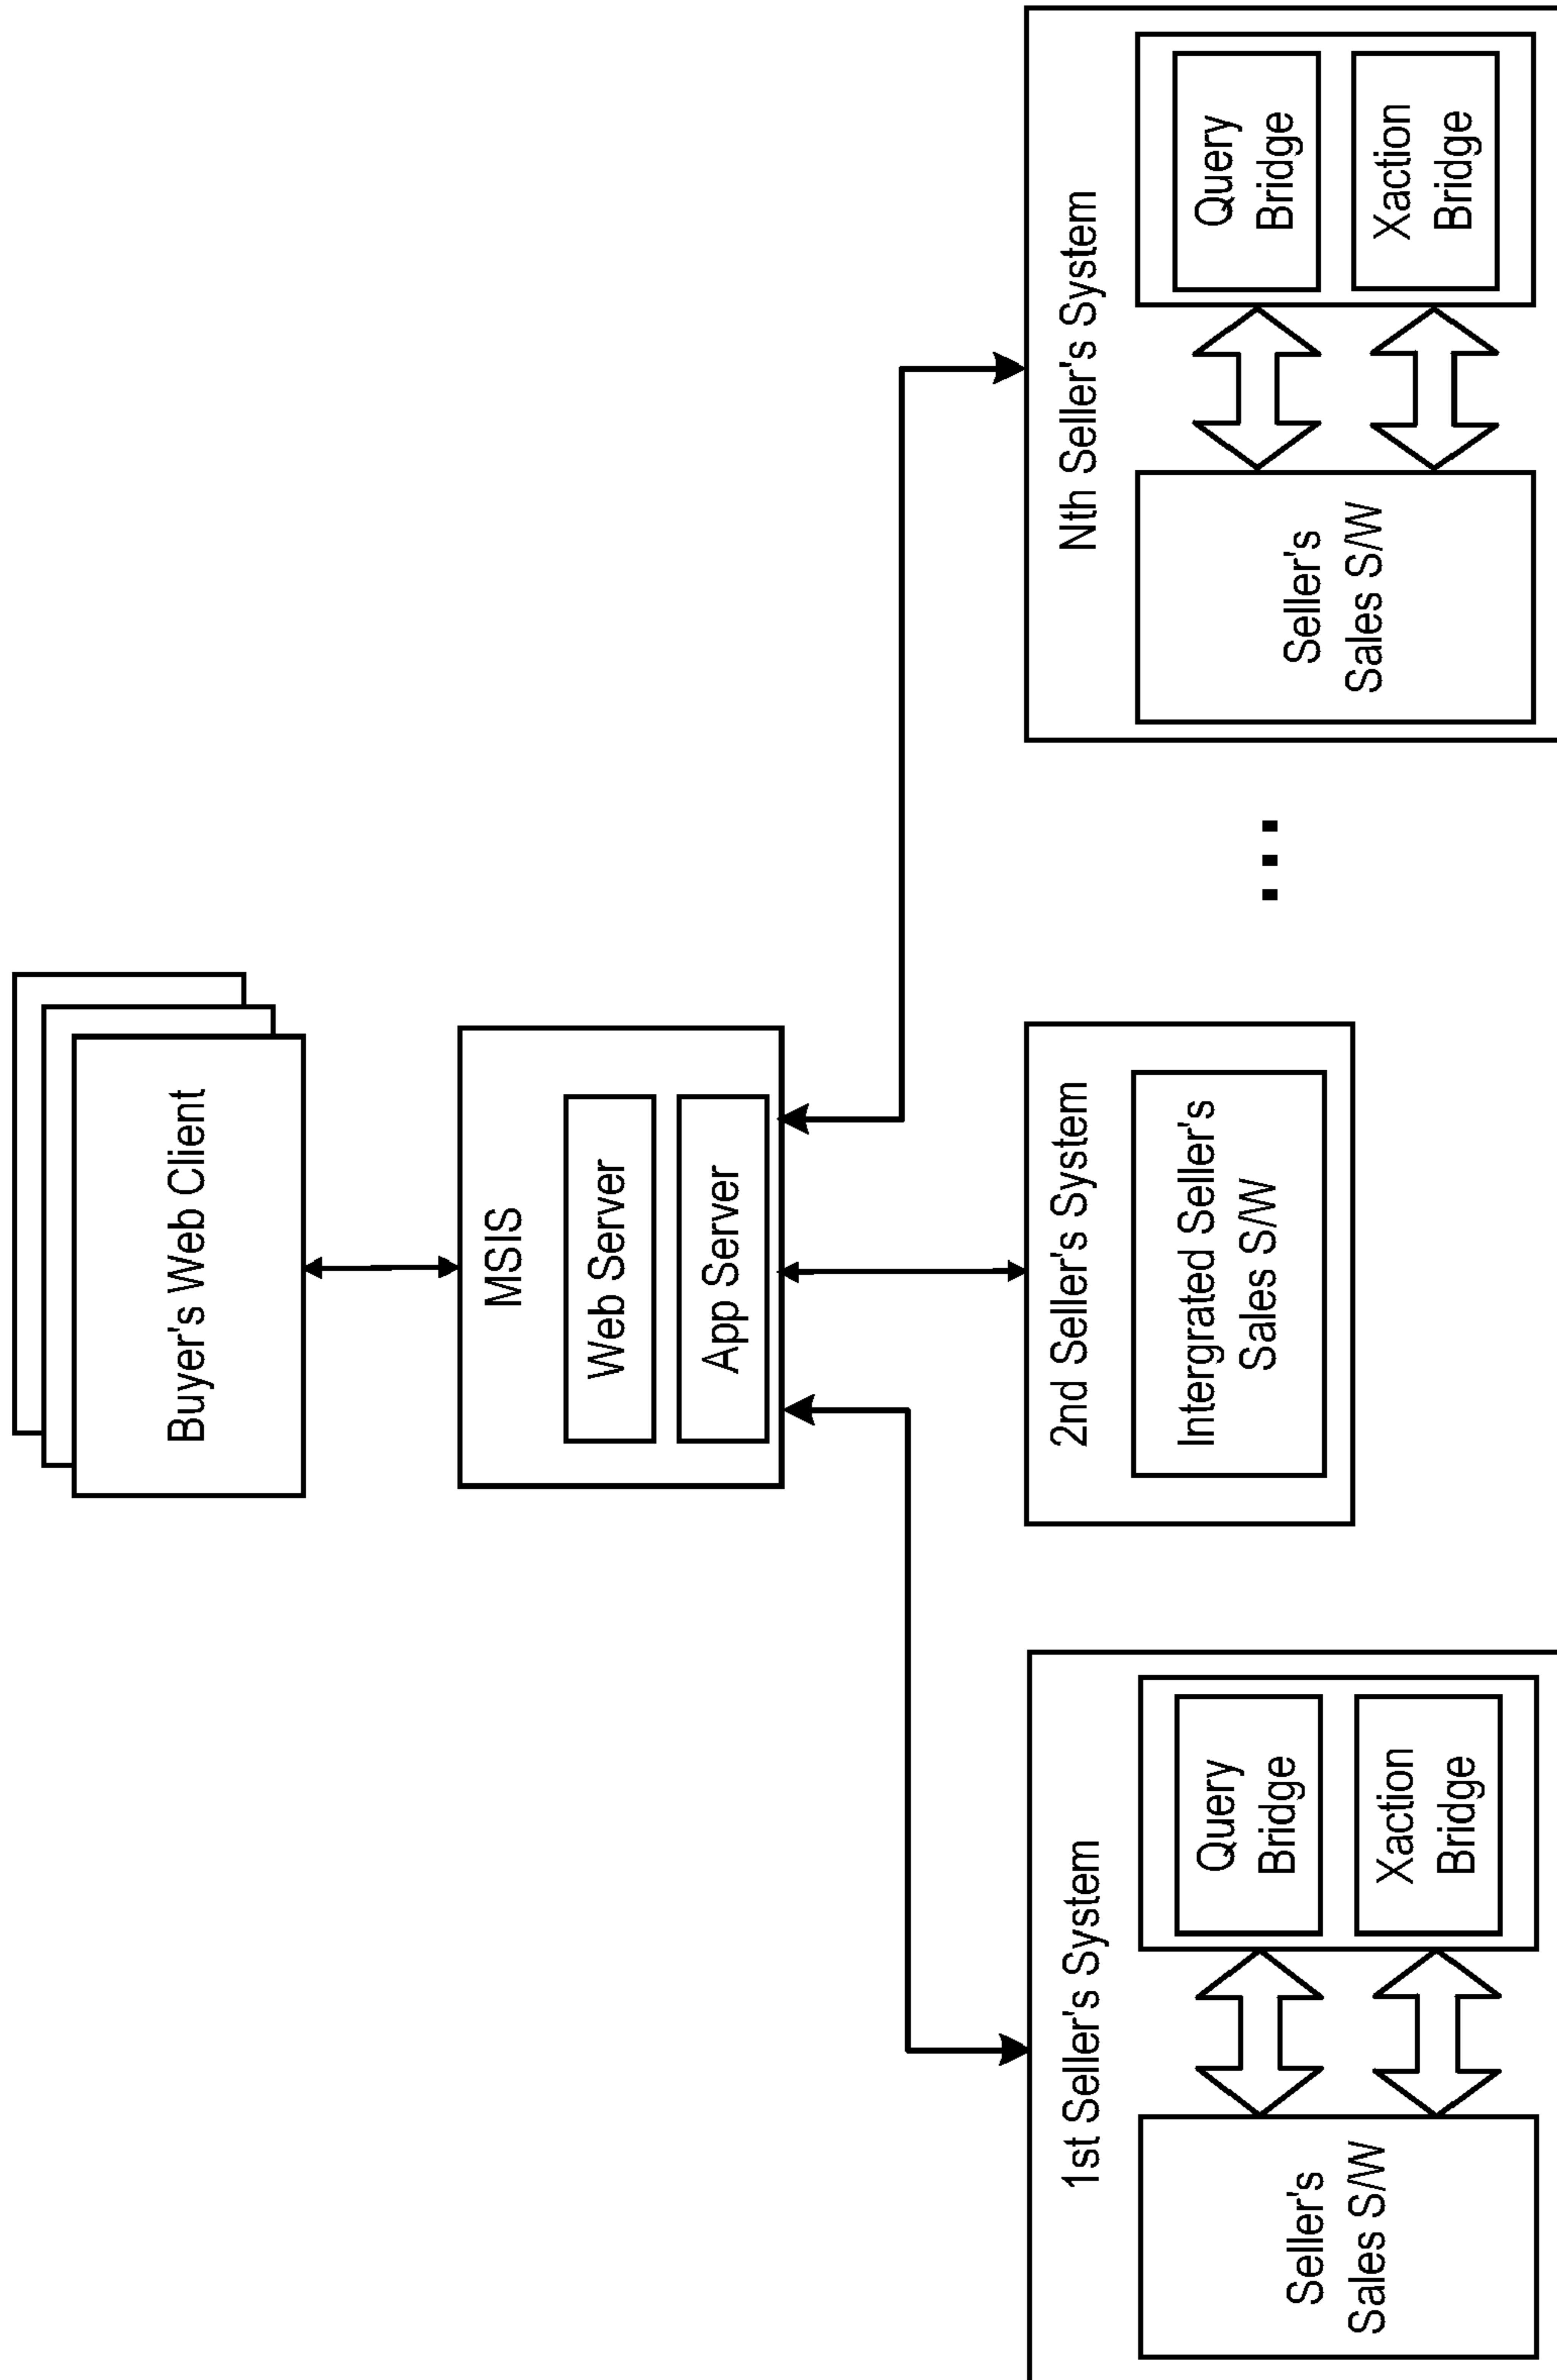 Buyer's Web Client
MSIS
Web Server
App Server
1st Seller's System
Seller's
Sales S/W
Query
Bridge
Xaction
Bridge
2nd Seller's System
Intergrated Seller's
Sales S/W
...
Nth Seller's System
Seller's
Sales S/W
Query
Bridge
Xaction
Bridge